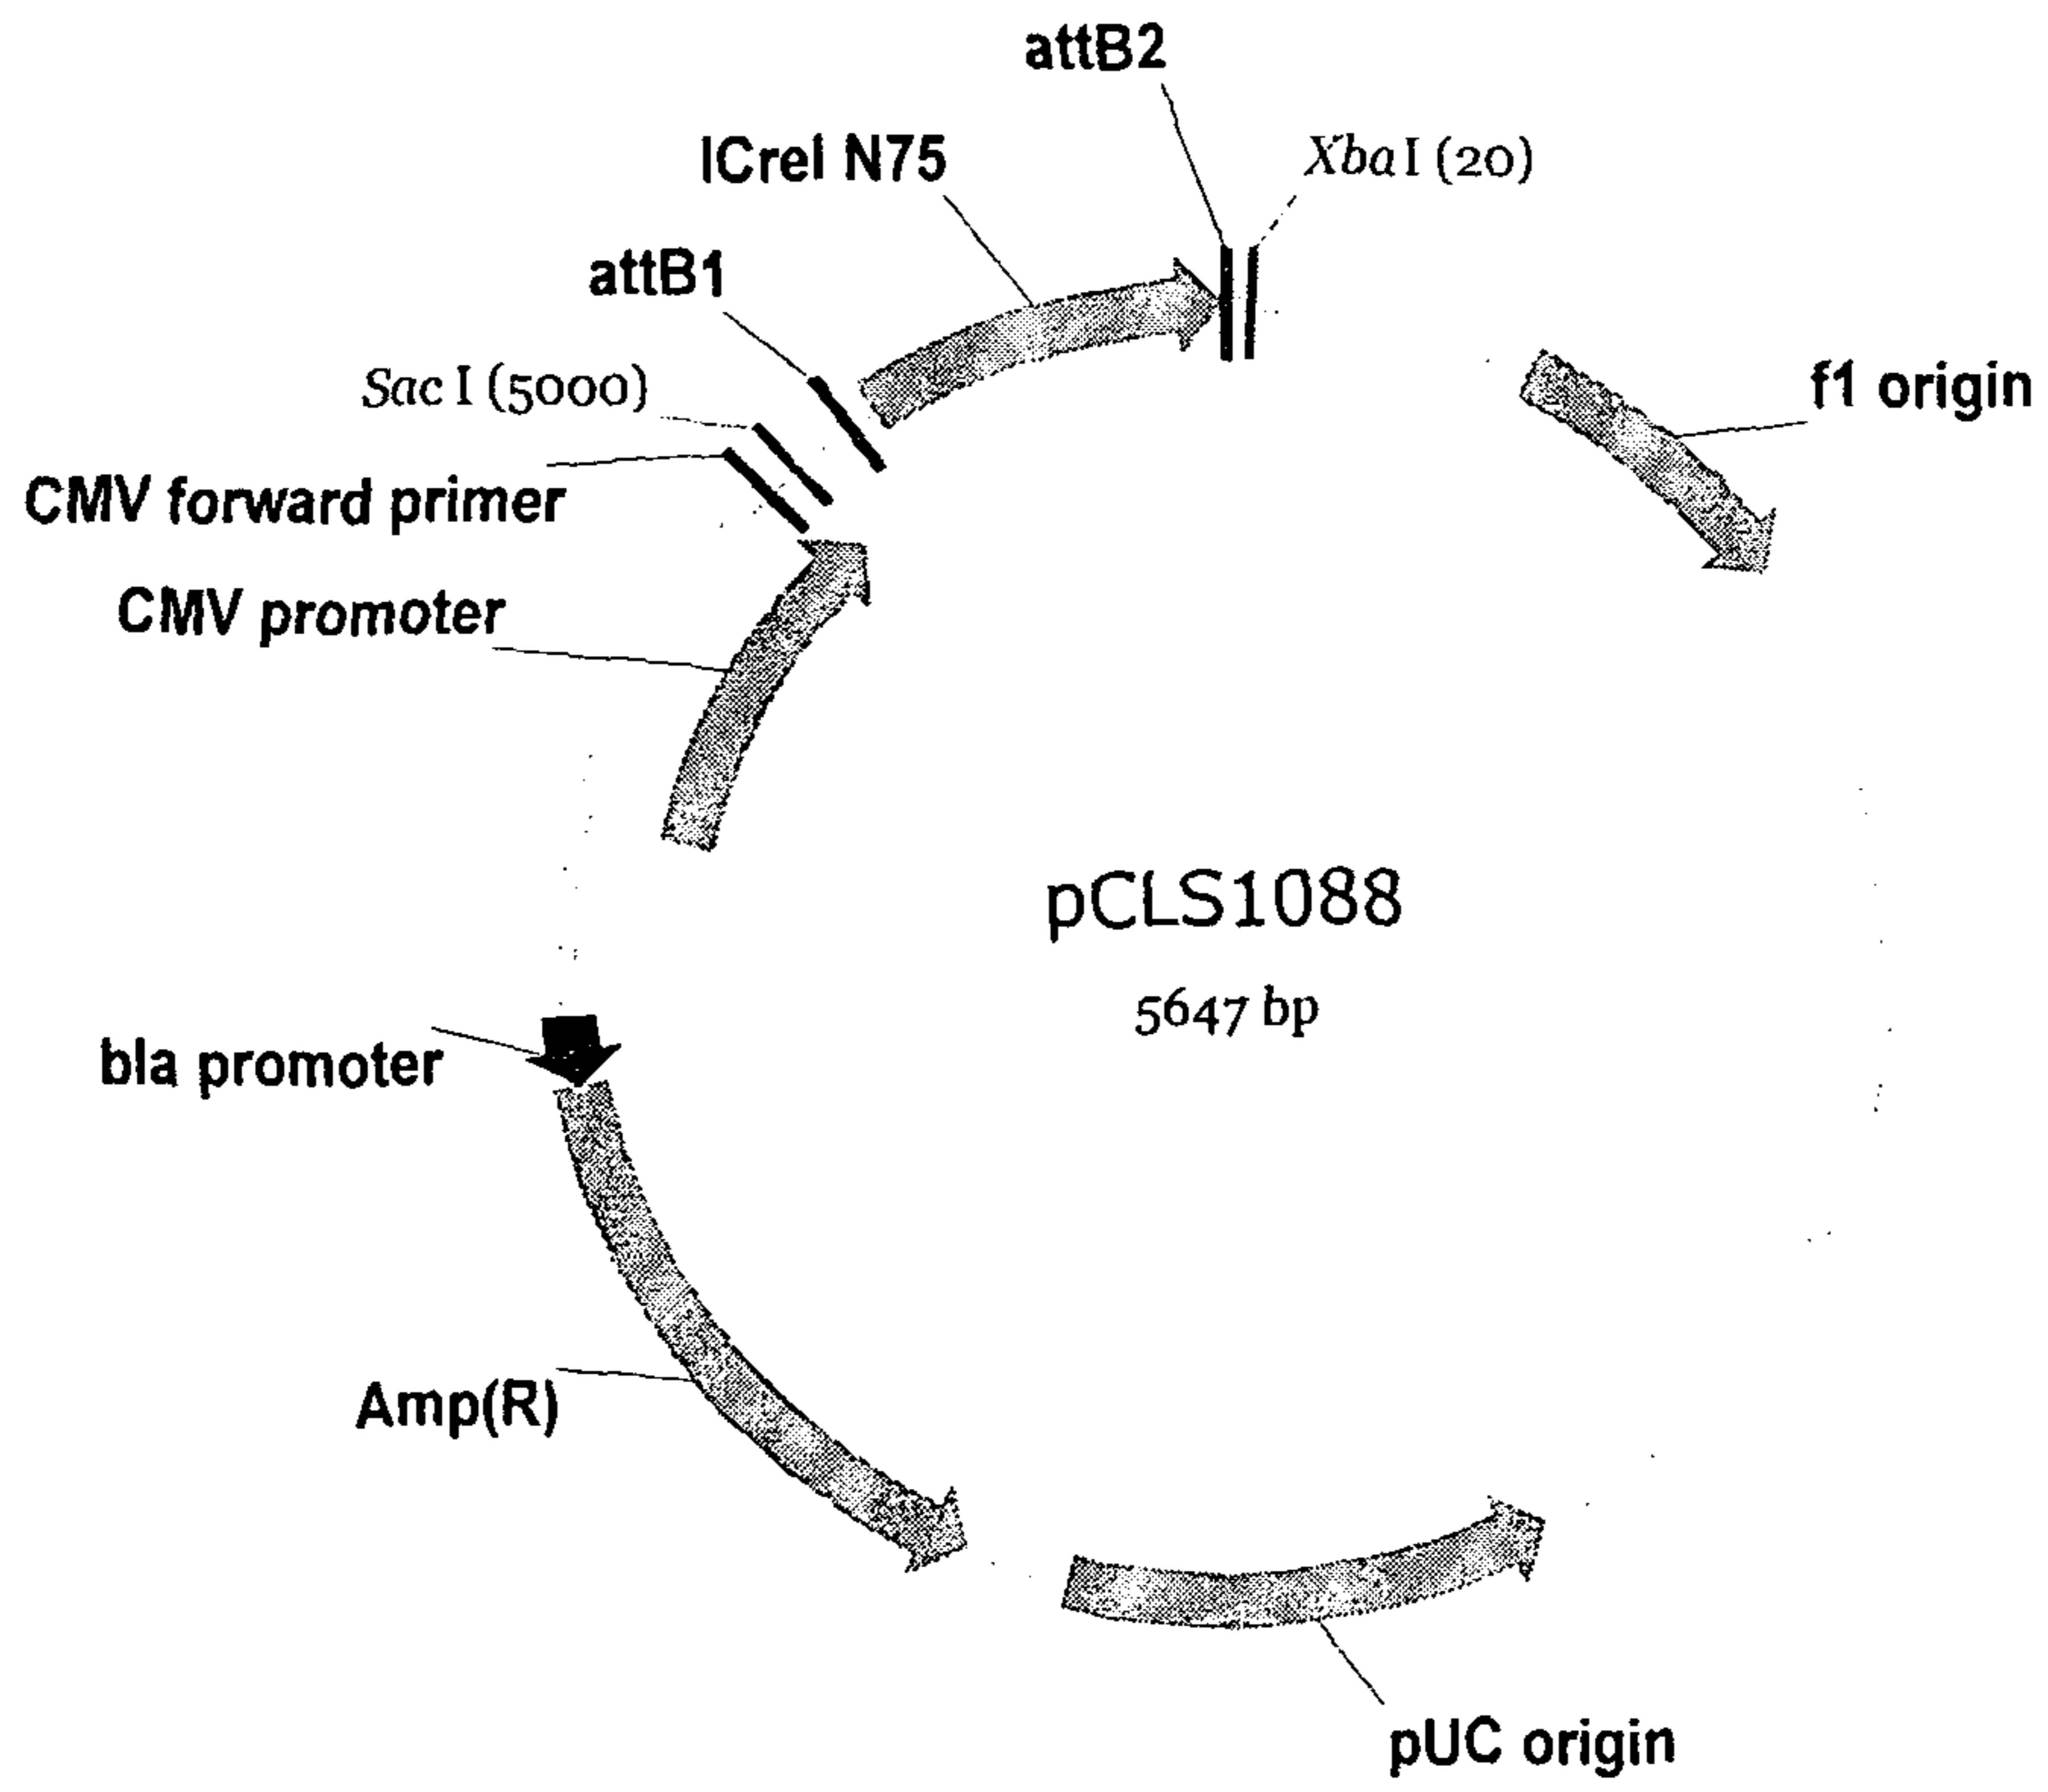 attB2
ICreI N75
XbaI (20)
attB1
SacI (5000)
f1 origin
CMV forward primer
CMV promoter
pCLS1088
5647 bp
bla promoter
Amp(R)
pUC origin